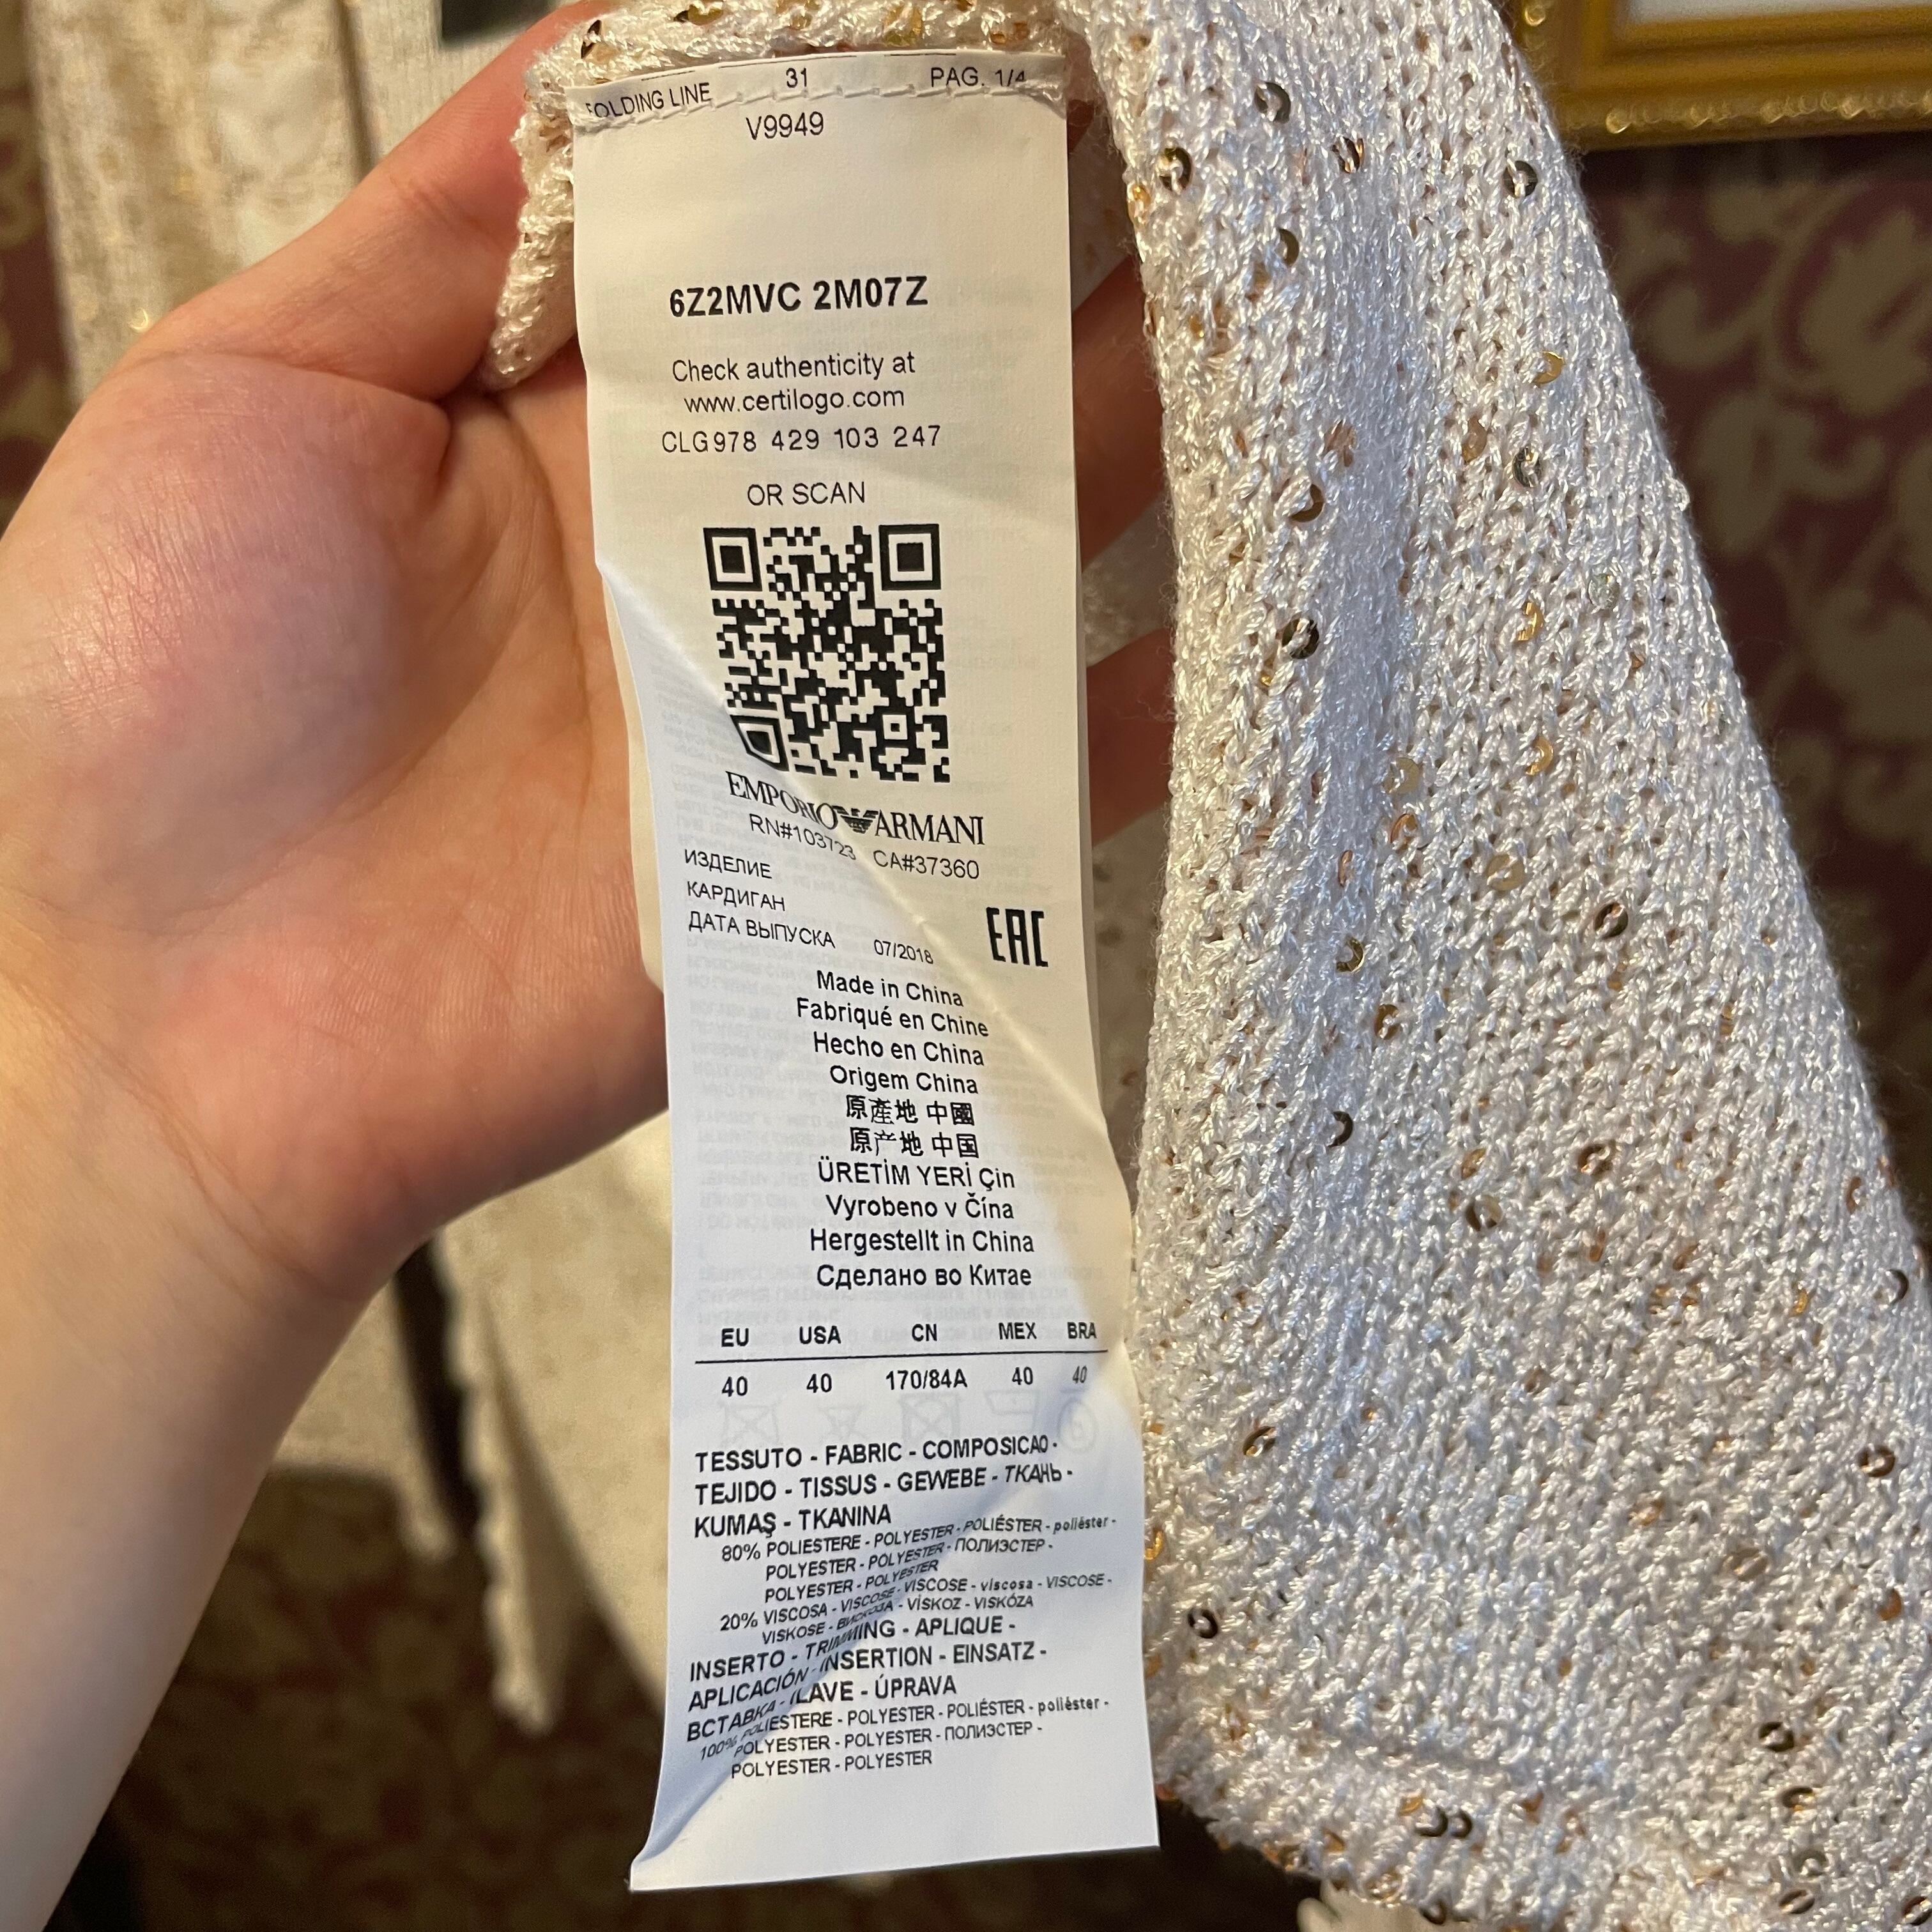 FOLDING LINE 31 PAG. 1/4
V9949
6Z2MVC 2M07Z
Check authenticity at
www.certilogo.com
CLG978 429 103 247
OR SCAN
EMPORIO ARMANI
RN#103723 CA#37360
ИЗДЕЛИЕ
КАРДИГАН
ДАТА ВЫПУСКА 07/2018
EAC
Made in China
Fabriqué en Chine
Hecho en China
Origem China
原產地 中國
原产地 中国
ÜRETİM YERİ Çin
Vyrobeno v Čína
Hergestellt in China
Сделано во Китае
EU USA CN MEX BRA
40 40 170/84A 40 40
TESSUTO - FABRIC - COMPOSICAO -
TEJIDO - TISSUS - GEWEBE - ТКАНЬ -
KUMAŞ - TKANINA
80% POLIESTERE - POLYESTER - POLIÉSTER - poliéster -
POLYESTER - POLYESTER - ПОЛИЭСТЕР -
POLYESTER - POLYESTER
20% VISCOSA - VISCOSE - VISCOSE - viscosa - VISCOSE -
VISKOSE - ВИСКОЗА - VİSKOZ - VISKÓZA
INSERTO - TRIMMING - APLIQUE -
APLICACIÓN - INSERTION - EINSATZ -
ВСТАВКА - İLAVE - ÚPRAVA
100% POLIESTERE - POLYESTER - POLIÉSTER - poliéster -
POLYESTER - POLYESTER - ПОЛИЭСТЕР -
POLYESTER - POLYESTER